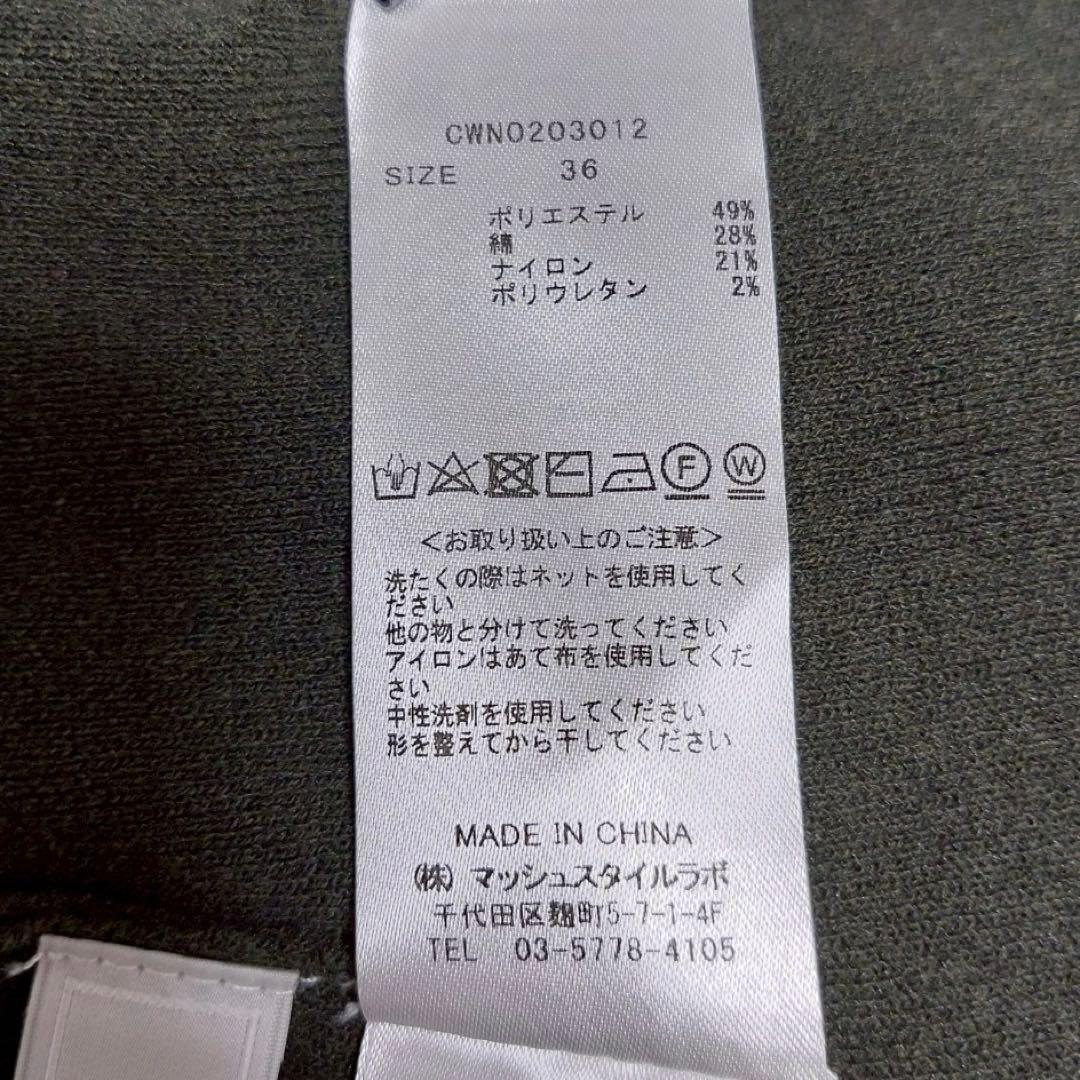 CWN0203012
SIZE 36
ポリエステル 49%
綿 28%
ナイロン 21%
ポリウレタン 2%
F W
<お取り扱い上のご注意>
洗たくの際はネットを使用してく
ださい
他の物と分けて洗ってください
アイロンはあて布を使用してくだ
さい
中性洗剤を使用してください
形を整えてから干してください
MADE IN CHINA
(株) マッシュスタイルラボ
千代田区麹町5-7-1-4F
TEL 03-5778-4105